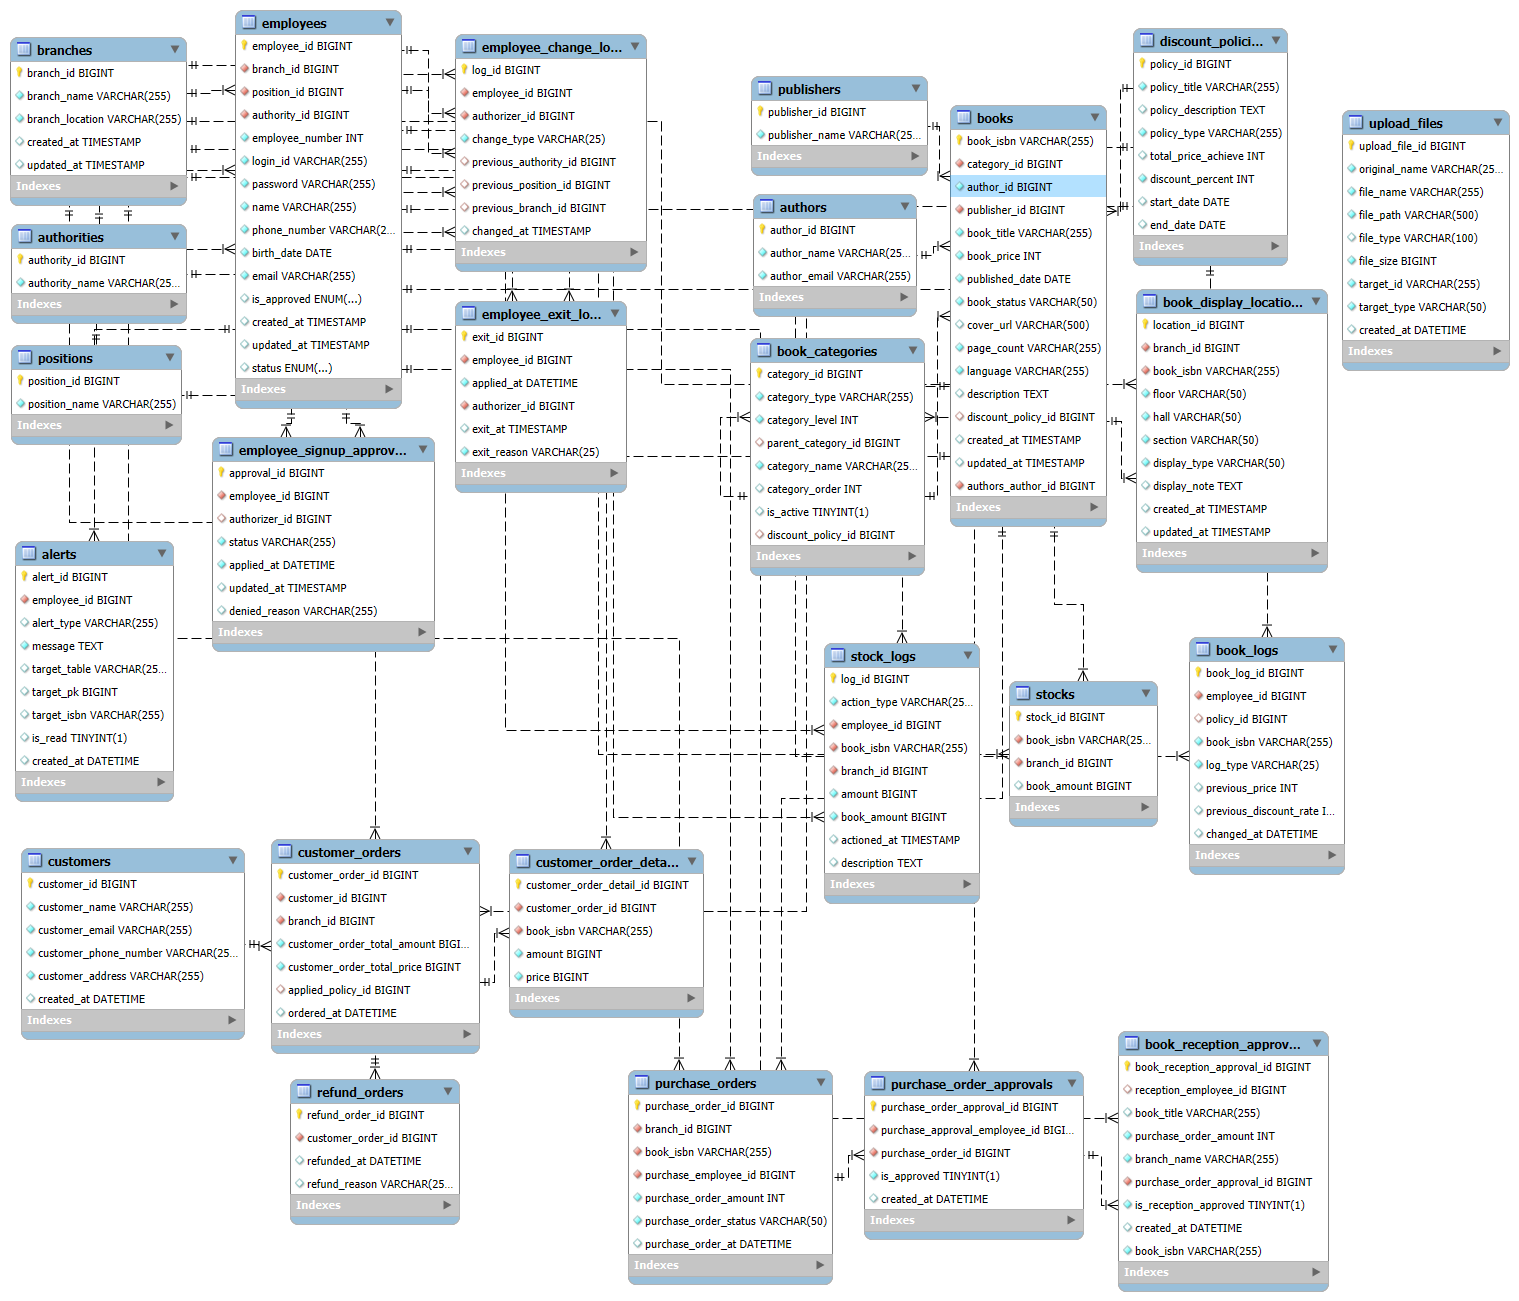 branches
branch_id BIGINT
branch_name VARCHAR(255)
branch_location VARCHAR(255)
created_at TIMESTAMP
updated_at TIMESTAMP
Indexes
authorities
authority_id BIGINT
authority_name VARCHAR(25...
Indexes
positions
position_id BIGINT
position_name VARCHAR(255)
Indexes
employees
employee_id BIGINT
branch_id BIGINT
position_id BIGINT
authority_id BIGINT
employee_number INT
login_id VARCHAR(255)
password VARCHAR(255)
name VARCHAR(255)
phone_number VARCHAR(2...
birth_date DATE
email VARCHAR(255)
is_approved ENUM(...)
created_at TIMESTAMP
updated_at TIMESTAMP
status ENUM(...)
Indexes
employee_change_lo...
log_id BIGINT
employee_id BIGINT
authorizer_id BIGINT
change_type VARCHAR(25)
previous_authority_id BIGINT
previous_position_id BIGINT
previous_branch_id BIGINT
changed_at TIMESTAMP
Indexes
employee_exit_lo...
exit_id BIGINT
employee_id BIGINT
applied_at DATETIME
authorizer_id BIGINT
exit_at TIMESTAMP
exit_reason VARCHAR(25)
Indexes
publishers
publisher_id BIGINT
publisher_name VARCHAR(25...
Indexes
authors
author_id BIGINT
author_name VARCHAR(25...
author_email VARCHAR(255)
Indexes
book_categories
category_id BIGINT
category_type VARCHAR(255)
category_level INT
parent_category_id BIGINT
category_name VARCHAR(25...
category_order INT
is_active TINYINT(1)
discount_policy_id BIGINT
Indexes
books
book_isbn VARCHAR(255)
category_id BIGINT
author_id BIGINT
publisher_id BIGINT
book_title VARCHAR(255)
book_price INT
published_date DATE
book_status VARCHAR(50)
cover_url VARCHAR(500)
page_count VARCHAR(255)
language VARCHAR(255)
description TEXT
discount_policy_id BIGINT
created_at TIMESTAMP
updated_at TIMESTAMP
authors_author_id BIGINT
Indexes
discount_polici...
policy_id BIGINT
policy_title VARCHAR(255)
policy_description TEXT
policy_type VARCHAR(255)
total_price_achieve INT
discount_percent INT
start_date DATE
end_date DATE
Indexes
book_display_locatio...
location_id BIGINT
branch_id BIGINT
book_isbn VARCHAR(255)
floor VARCHAR(50)
hall VARCHAR(50)
section VARCHAR(50)
display_type VARCHAR(50)
display_note TEXT
created_at TIMESTAMP
updated_at TIMESTAMP
Indexes
upload_files
upload_file_id BIGINT
original_name VARCHAR(25...
file_name VARCHAR(255)
file_path VARCHAR(500)
file_type VARCHAR(100)
file_size BIGINT
target_id VARCHAR(255)
target_type VARCHAR(50)
created_at DATETIME
Indexes
employee_signup_approv...
approval_id BIGINT
employee_id BIGINT
authorizer_id BIGINT
status VARCHAR(255)
applied_at DATETIME
updated_at TIMESTAMP
denied_reason VARCHAR(255)
Indexes
alerts
alert_id BIGINT
employee_id BIGINT
alert_type VARCHAR(255)
message TEXT
target_table VARCHAR(25...
target_pk BIGINT
target_isbn VARCHAR(255)
is_read TINYINT(1)
created_at DATETIME
Indexes
stock_logs
log_id BIGINT
action_type VARCHAR(25...
employee_id BIGINT
book_isbn VARCHAR(255)
branch_id BIGINT
amount BIGINT
book_amount BIGINT
actioned_at TIMESTAMP
description TEXT
Indexes
stocks
stock_id BIGINT
book_isbn VARCHAR(25...
branch_id BIGINT
book_amount BIGINT
Indexes
book_logs
book_log_id BIGINT
employee_id BIGINT
policy_id BIGINT
book_isbn VARCHAR(255)
log_type VARCHAR(25)
previous_price INT
previous_discount_rate I...
changed_at DATETIME
Indexes
customers
customer_id BIGINT
customer_name VARCHAR(255)
customer_email VARCHAR(255)
customer_phone_number VARCHAR(25...
customer_address VARCHAR(255)
created_at DATETIME
Indexes
customer_orders
customer_order_id BIGINT
customer_id BIGINT
branch_id BIGINT
customer_order_total_amount BIGI...
customer_order_total_price BIGINT
applied_policy_id BIGINT
ordered_at DATETIME
Indexes
customer_order_deta...
customer_order_detail_id BIGINT
customer_order_id BIGINT
book_isbn VARCHAR(255)
amount BIGINT
price BIGINT
Indexes
refund_orders
refund_order_id BIGINT
customer_order_id BIGINT
refunded_at DATETIME
refund_reason VARCHAR(25...
Indexes
purchase_orders
purchase_order_id BIGINT
branch_id BIGINT
book_isbn VARCHAR(255)
purchase_employee_id BIGINT
purchase_order_amount INT
purchase_order_status VARCHAR(50)
purchase_order_at DATETIME
Indexes
purchase_order_approvals
purchase_order_approval_id BIGINT
purchase_approval_employee_id BIGI...
purchase_order_id BIGINT
is_approved TINYINT(1)
created_at DATETIME
Indexes
book_reception_approv...
book_reception_approval_id BIGINT
reception_employee_id BIGINT
book_title VARCHAR(255)
purchase_order_amount INT
branch_name VARCHAR(255)
purchase_order_approval_id BIGINT
is_reception_approved TINYINT(1)
created_at DATETIME
book_isbn VARCHAR(255)
Indexes